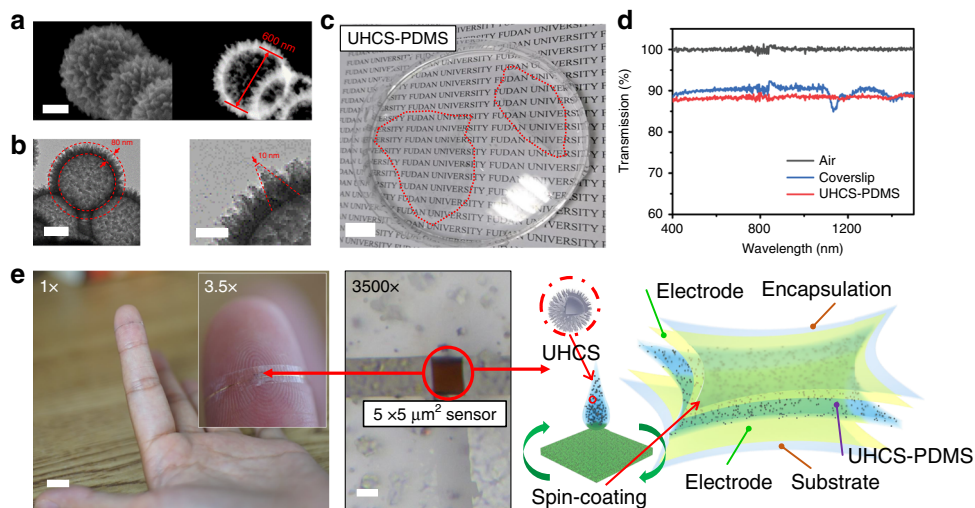 a
600 nm
b
80 nm
10 nm
c
UHCS-PDMS
FUDAN UNIVERSITY FUDAN UNIVERSITY FUDAN UNIVERSITY
d
Transmission (%)
100
90
80
70
60
400
800
1200
Wavelength (nm)
Air
Coverslip
UHCS-PDMS
e
1×
3.5×
3500×
5 ×5 μm² sensor
UHCS
Spin-coating
Electrode
Encapsulation
UHCS-PDMS
Electrode
Substrate